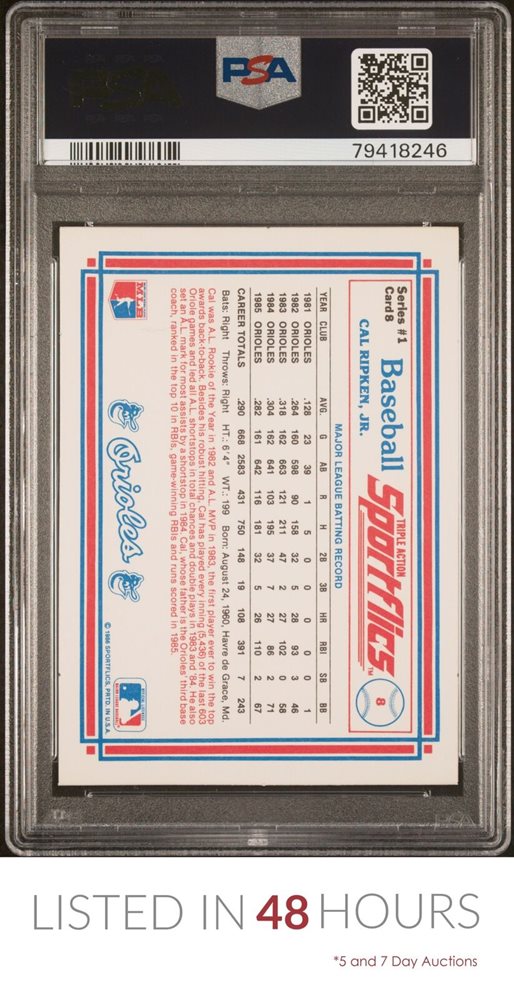 PSA
79418246
Series #1
Card 8
Baseball
TRIPLE ACTION
Sportflics™
8
CAL RIPKEN, JR.
MAJOR LEAGUE BATTING RECORD
YEAR CLUB AVG. G AB R H 2B 3B HR RBI SB BB
1981 ORIOLES .128 23 39 1 5 0 0 0 0 0 1
1982 ORIOLES .264 160 598 90 158 32 5 28 93 3 46
1983 ORIOLES .318 162 663 121 211 47 2 27 102 0 58
1984 ORIOLES .304 162 641 103 195 37 7 27 86 2 71
1985 ORIOLES .282 161 642 116 181 32 5 26 110 2 67
CAREER TOTALS .290 668 2583 431 750 148 19 108 391 7 243
Bats: Right Throws: Right HT.: 6'4" WT.: 199 Born: August 24, 1960, Havre de Grace, Md.
Cal was A.L. Rookie of the Year in 1982 and A.L. MVP in 1983, the first player ever to win the top
awards back-to-back. Besides his robust hitting, Cal has played every inning (5,436) of the last 603
Oriole games and led all A.L. shortstops in total chances and double plays in 1983 and '84. He also
set an A.L. mark for most assists by a shortstop in 1984. Cal, whose father is the Orioles' third base
coach, ranked in the top 10 in RBIs, game-winning RBIs and runs scored in 1985.
MLB
Orioles
© 1986 SPORTFLICS, PRTD. IN U.S.A.
LISTED IN 48 HOURS
*5 and 7 Day Auctions